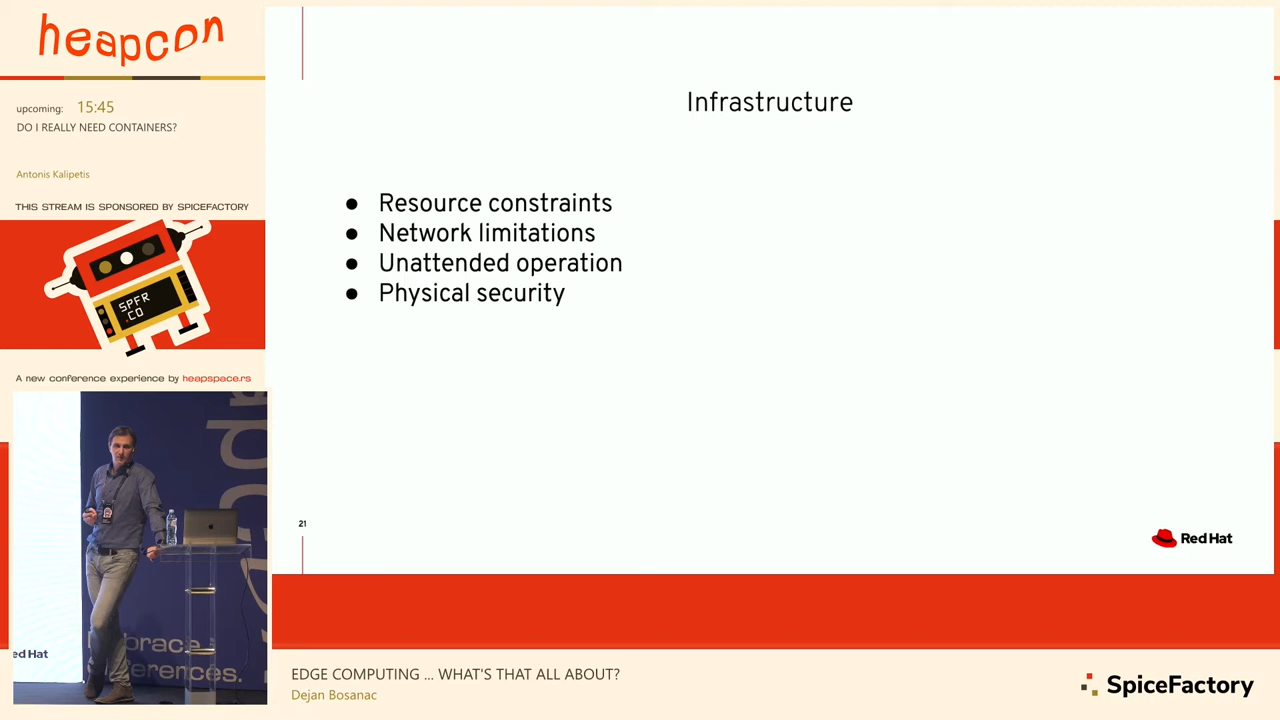 heapcon
upcoming: 15:45
DO I REALLY NEED CONTAINERS?
Antonis Kalipetis
THIS STREAM IS SPONSORED BY SPICEFACTORY
SPFR
.CO
A new conference experience by heapspace.rs
Infrastructure
● Resource constraints
● Network limitations
● Unattended operation
● Physical security
21
Red Hat
ed Hat
brace
erences.
EDGE COMPUTING ... WHAT'S THAT ALL ABOUT?
Dejan Bosanac
SpiceFactory